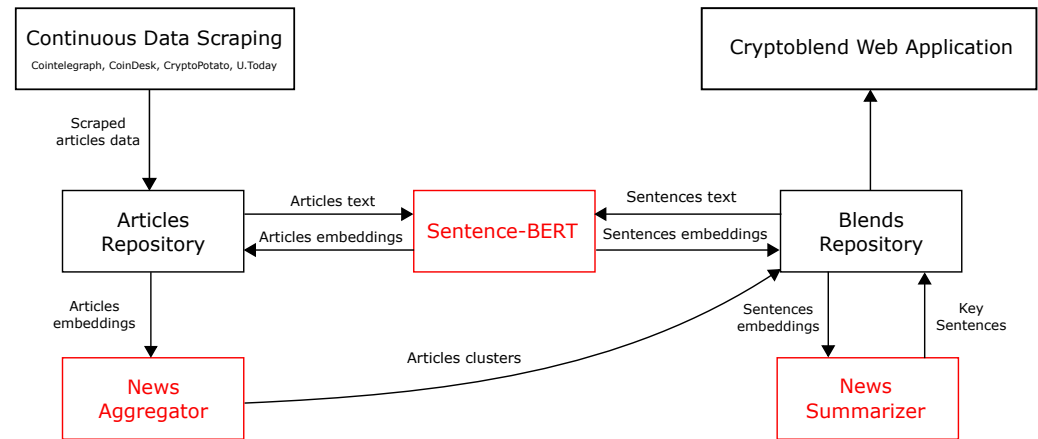 Continuous Data Scraping
Cointelegraph, CoinDesk, CryptoPotato, U.Today
Cryptoblend Web Application
Scraped
articles data
Articles
Repository
Articles text
Articles embeddings
Sentence-BERT
Sentences text
Sentences embeddings
Blends
Repository
Articles
embeddings
Sentences
embeddings
Key
Sentences
Articles clusters
News
Aggregator
News
Summarizer